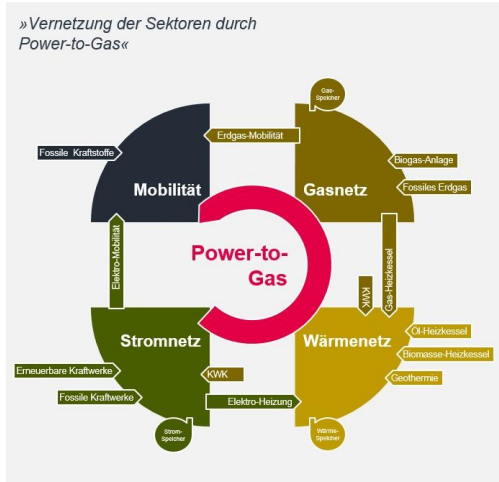 »Vernetzung der Sektoren durch
Power-to-Gas«
Gas-
Speicher
Erdgas-Mobilität
Fossile Kraftstoffe
Biogas-Anlage
Mobilität
Gasnetz
Fossiles Erdgas
Elektro-Mobilität
Power-to-
Gas
Gas-Heizkessel
KWK
Stromnetz
Wärmenetz
Öl-Heizkessel
Biomasse-Heizkessel
Erneuerbare Kraftwerke
KWK
Geothermie
Fossile Kraftwerke
Elektro-Heizung
Strom-
Speicher
Wärme-
Speicher